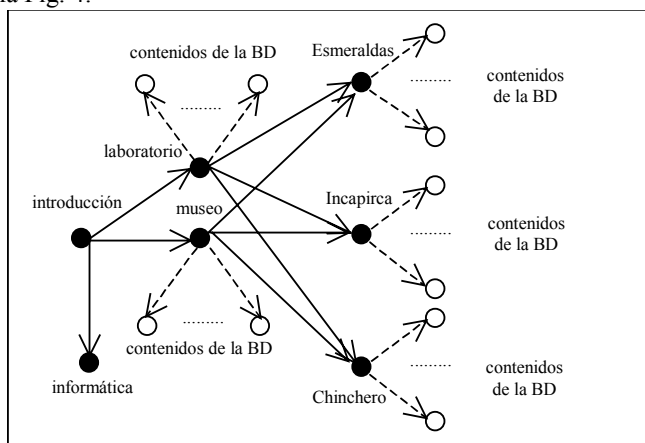 na Fig. 4.
contenidos de la BD
Esmeraldas
contenidos
de la BD
laboratorio
introducción
museo
Incapirca
contenidos
de la BD
contenidos de la BD
informática
Chinchero
contenidos
de la BD